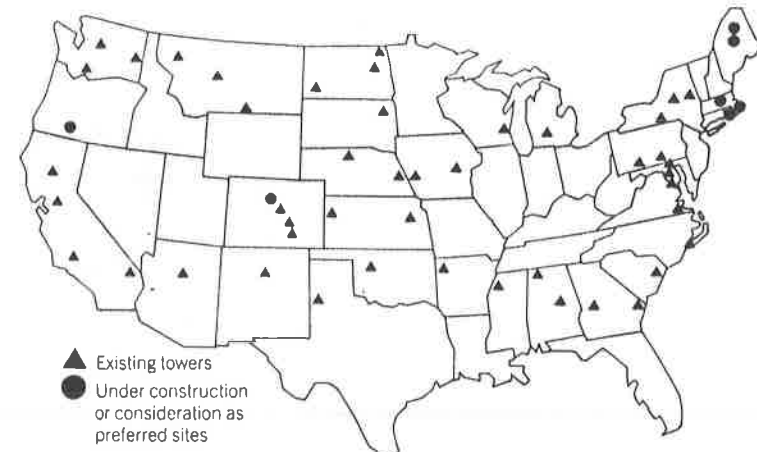 Existing towers
Under construction
or consideration as
preferred sites